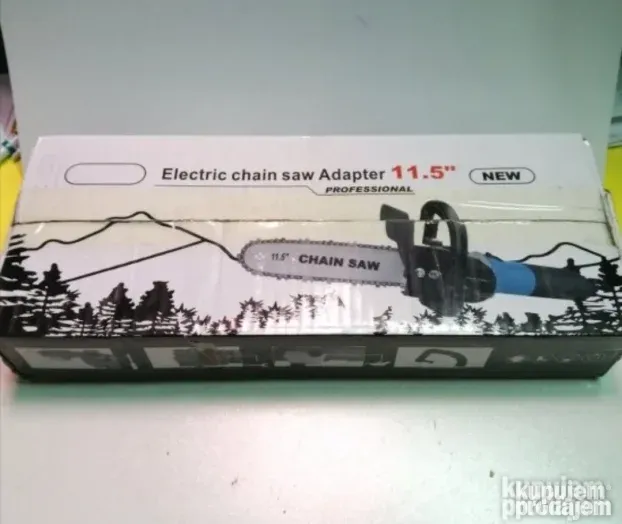 Electric chain saw Adapter 11.5"
NEW
PROFESSIONAL
11.5" CHAIN SAW
kupujem
prodajem